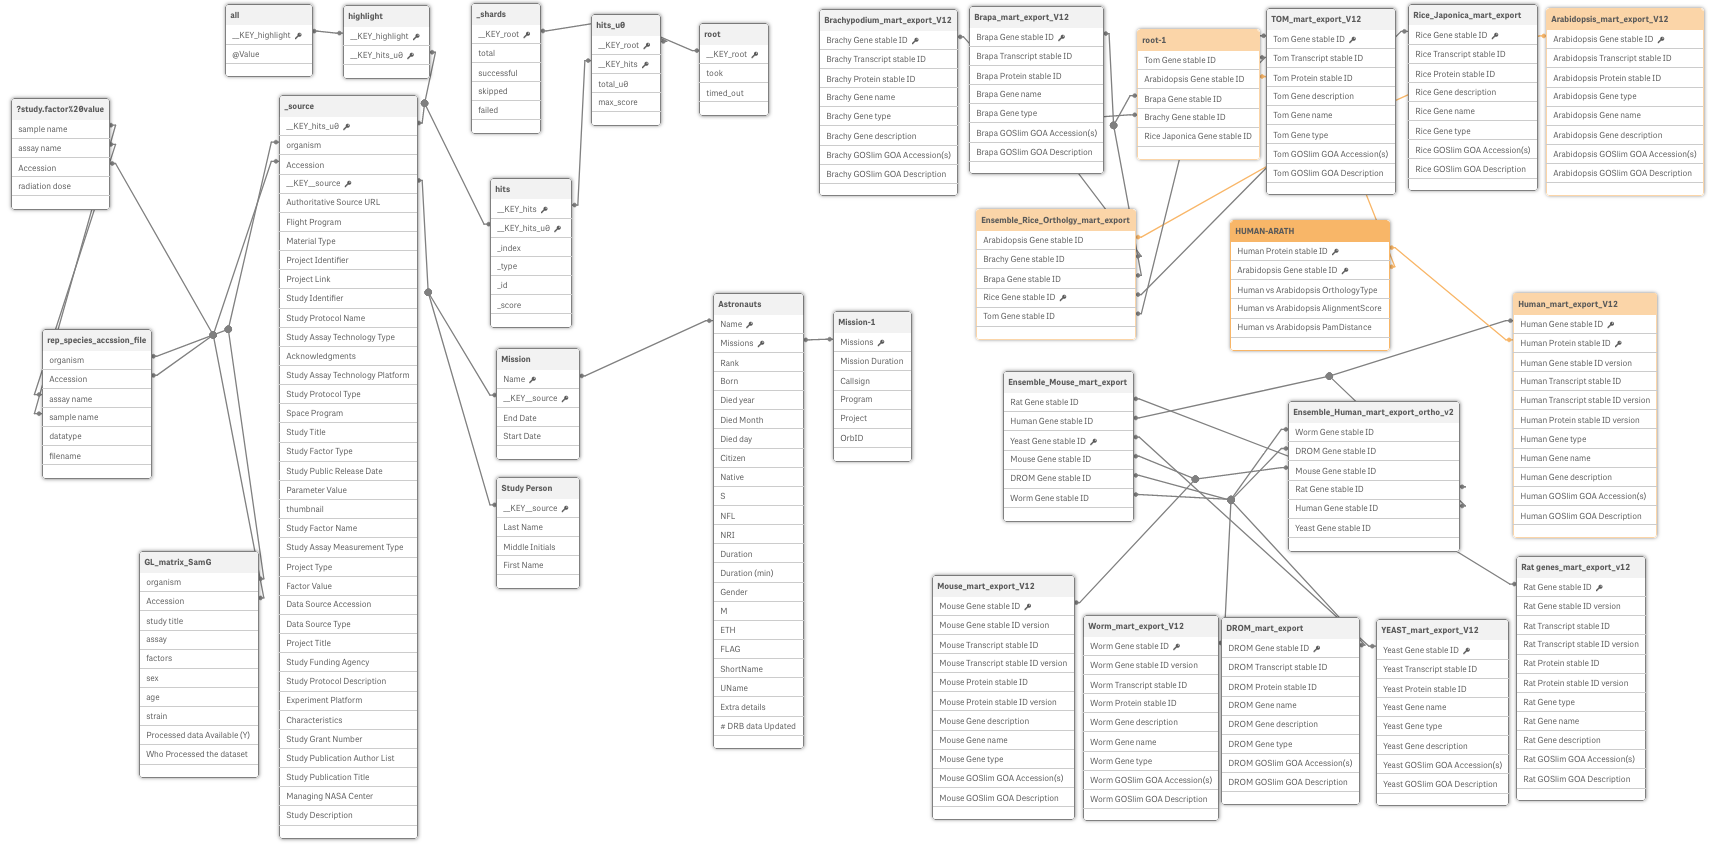 all
__KEY_highlight
@Value
highlight
__KEY_highlight
__KEY_hits_u0
_shards
__KEY_root
total
successful
skipped
failed
hits_u0
__KEY_root
__KEY_hits
total_u0
max_score
root
__KEY_root
took
timed_out
?study.factor%20value
sample name
assay name
Accession
radiation dose
_source
__KEY_hits_u0
organism
Accession
__KEY__source
Authoritative Source URL
Flight Program
Material Type
Project Identifier
Project Link
Study Identifier
Study Protocol Name
Study Assay Technology Type
Acknowledgments
Study Assay Technology Platform
Study Protocol Type
Space Program
Study Title
Study Factor Type
Study Public Release Date
Parameter Value
thumbnail
Study Factor Name
Study Assay Measurement Type
Project Type
Factor Value
Data Source Accession
Data Source Type
Project Title
Study Funding Agency
Study Protocol Description
Experiment Platform
Characteristics
Study Grant Number
Study Publication Author List
Study Publication Title
Managing NASA Center
Study Description
hits
__KEY_hits
__KEY_hits_u0
_index
_type
_id
_score
rep_species_accssion_file
organism
Accession
assay name
sample name
datatype
filename
GL_matrix_SamG
organism
Accession
study title
assay
factors
sex
age
strain
Processed data Available (Y)
Who Processed the dataset
Mission
Name
__KEY__source
End Date
Start Date
Study Person
__KEY__source
Last Name
Middle Initials
First Name
Astronauts
Name
Missions
Rank
Born
Died year
Died Month
Died day
Citizen
Native
S
NFL
NRI
Duration
Duration (min)
Gender
M
ETH
FLAG
ShortName
UName
Extra details
# DRB data Updated
Mission-1
Missions
Mission Duration
Callsign
Program
Project
OrbID
Brachypodium_mart_export_V12
Brachy Gene stable ID
Brachy Transcript stable ID
Brachy Protein stable ID
Brachy Gene name
Brachy Gene type
Brachy Gene description
Brachy GOSlim GOA Accession(s)
Brachy GOSlim GOA Description
Brapa_mart_export_V12
Brapa Gene stable ID
Brapa Transcript stable ID
Brapa Protein stable ID
Brapa Gene name
Brapa Gene type
Brapa GOSlim GOA Accession(s)
Brapa GOSlim GOA Description
root-1
Tom Gene stable ID
Arabidopsis Gene stable ID
Brapa Gene stable ID
Brachy Gene stable ID
Rice Japonica Gene stable ID
TOM_mart_export_V12
Tom Gene stable ID
Tom Transcript stable ID
Tom Protein stable ID
Tom Gene description
Tom Gene name
Tom Gene type
Tom GOSlim GOA Accession(s)
Tom GOSlim GOA Description
Rice_Japonica_mart_export
Rice Gene stable ID
Rice Transcript stable ID
Rice Protein stable ID
Rice Gene description
Rice Gene name
Rice Gene type
Rice GOSlim GOA Accession(s)
Rice GOSlim GOA Description
Arabidopsis_mart_export_V12
Arabidopsis Gene stable ID
Arabidopsis Transcript stable ID
Arabidopsis Protein stable ID
Arabidopsis Gene type
Arabidopsis Gene name
Arabidopsis Gene description
Arabidopsis GOSlim GOA Accession(s)
Arabidopsis GOSlim GOA Description
Ensemble_Rice_Ortholgy_mart_export
Arabidopsis Gene stable ID
Brachy Gene stable ID
Brapa Gene stable ID
Rice Gene stable ID
Tom Gene stable ID
HUMAN-ARATH
Human Protein stable ID
Arabidopsis Gene stable ID
Human vs Arabidopsis OrthologyType
Human vs Arabidopsis AlignmentScore
Human vs Arabidopsis PamDistance
Human_mart_export_V12
Human Gene stable ID
Human Protein stable ID
Human Gene stable ID version
Human Transcript stable ID
Human Transcript stable ID version
Human Protein stable ID version
Human Gene type
Human Gene name
Human Gene description
Human GOSlim GOA Accession(s)
Human GOSlim GOA Description
Ensemble_Mouse_mart_export
Rat Gene stable ID
Human Gene stable ID
Yeast Gene stable ID
Mouse Gene stable ID
DROM Gene stable ID
Worm Gene stable ID
Ensemble_Human_mart_export_ortho_v2
Worm Gene stable ID
DROM Gene stable ID
Mouse Gene stable ID
Rat Gene stable ID
Human Gene stable ID
Yeast Gene stable ID
Mouse_mart_export_V12
Mouse Gene stable ID
Mouse Gene stable ID version
Mouse Transcript stable ID
Mouse Transcript stable ID version
Mouse Protein stable ID
Mouse Protein stable ID version
Mouse Gene description
Mouse Gene name
Mouse Gene type
Mouse GOSlim GOA Accession(s)
Mouse GOSlim GOA Description
Worm_mart_export_V12
Worm Gene stable ID
Worm Gene stable ID version
Worm Transcript stable ID
Worm Protein stable ID
Worm Gene description
Worm Gene name
Worm Gene type
Worm GOSlim GOA Accession(s)
Worm GOSlim GOA Description
DROM_mart_export
DROM Gene stable ID
DROM Transcript stable ID
DROM Protein stable ID
DROM Gene name
DROM Gene description
DROM Gene type
DROM GOSlim GOA Accession(s)
DROM GOSlim GOA Description
YEAST_mart_export_V12
Yeast Gene stable ID
Yeast Transcript stable ID
Yeast Protein stable ID
Yeast Gene name
Yeast Gene type
Yeast Gene description
Yeast GOSlim GOA Accession(s)
Yeast GOSlim GOA Description
Rat genes_mart_export_v12
Rat Gene stable ID
Rat Gene stable ID version
Rat Transcript stable ID
Rat Transcript stable ID version
Rat Protein stable ID
Rat Protein stable ID version
Rat Gene type
Rat Gene name
Rat Gene description
Rat GOSlim GOA Accession(s)
Rat GOSlim GOA Description